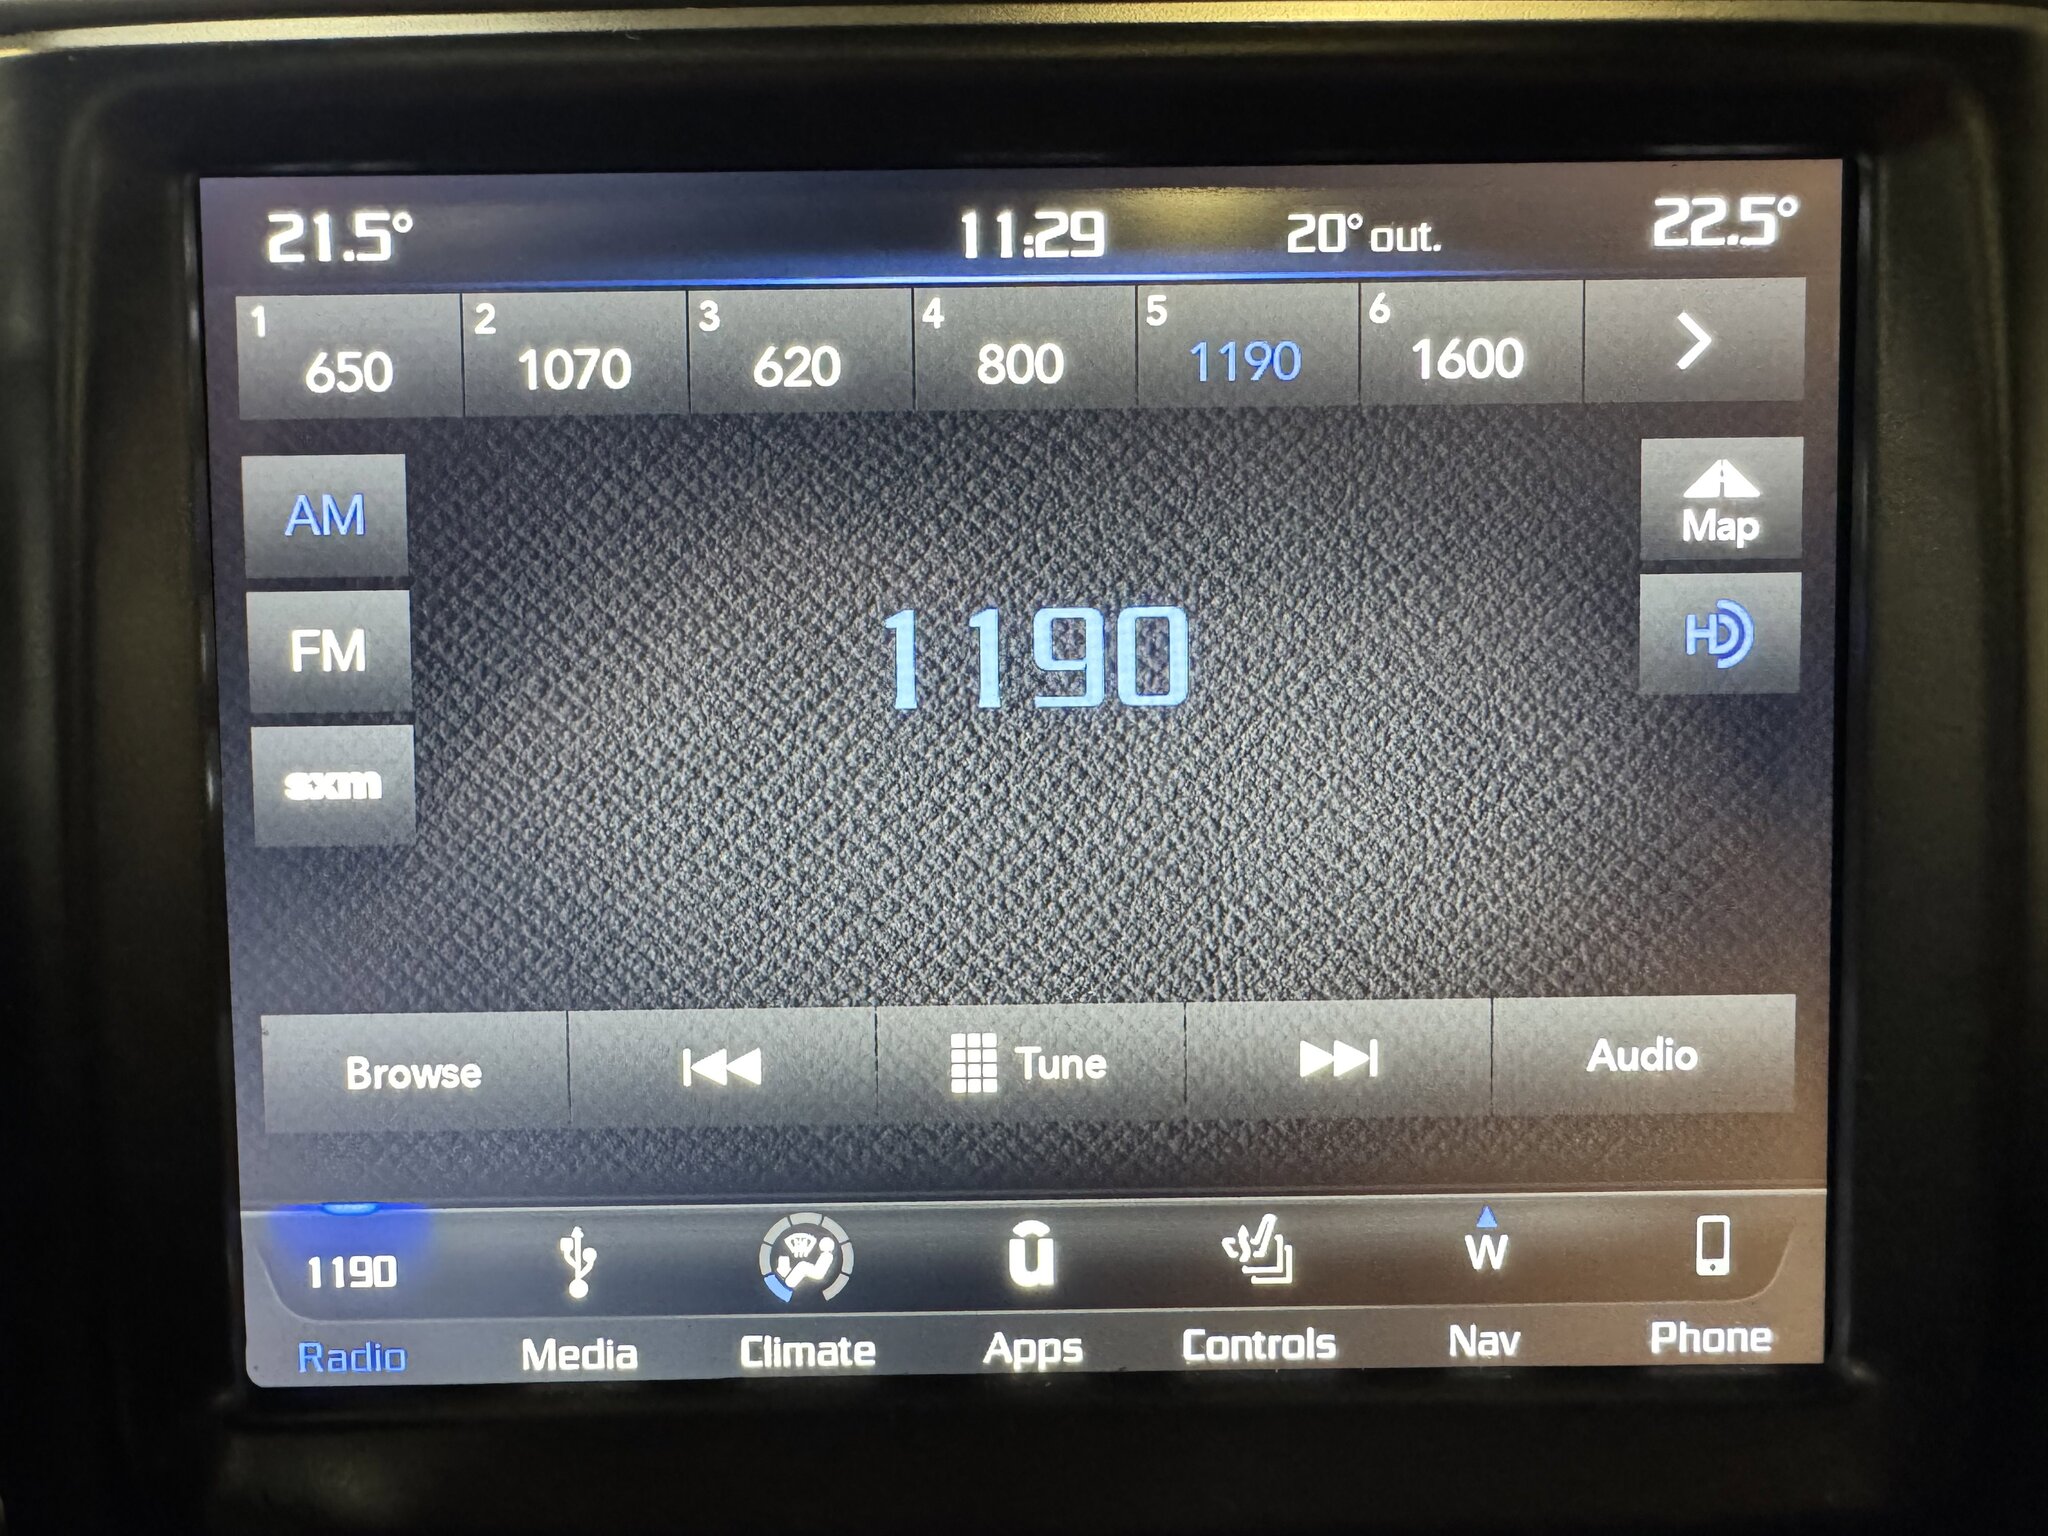 21.5° 11:29 20° out. 22.5°
1 650 2 1070 3 620 4 800 5 1190 6 1600
AM
FM
sxm
1190
Map
HD
Browse Tune Audio
1190 u W
Radio Media Climate Apps Controls Nav Phone